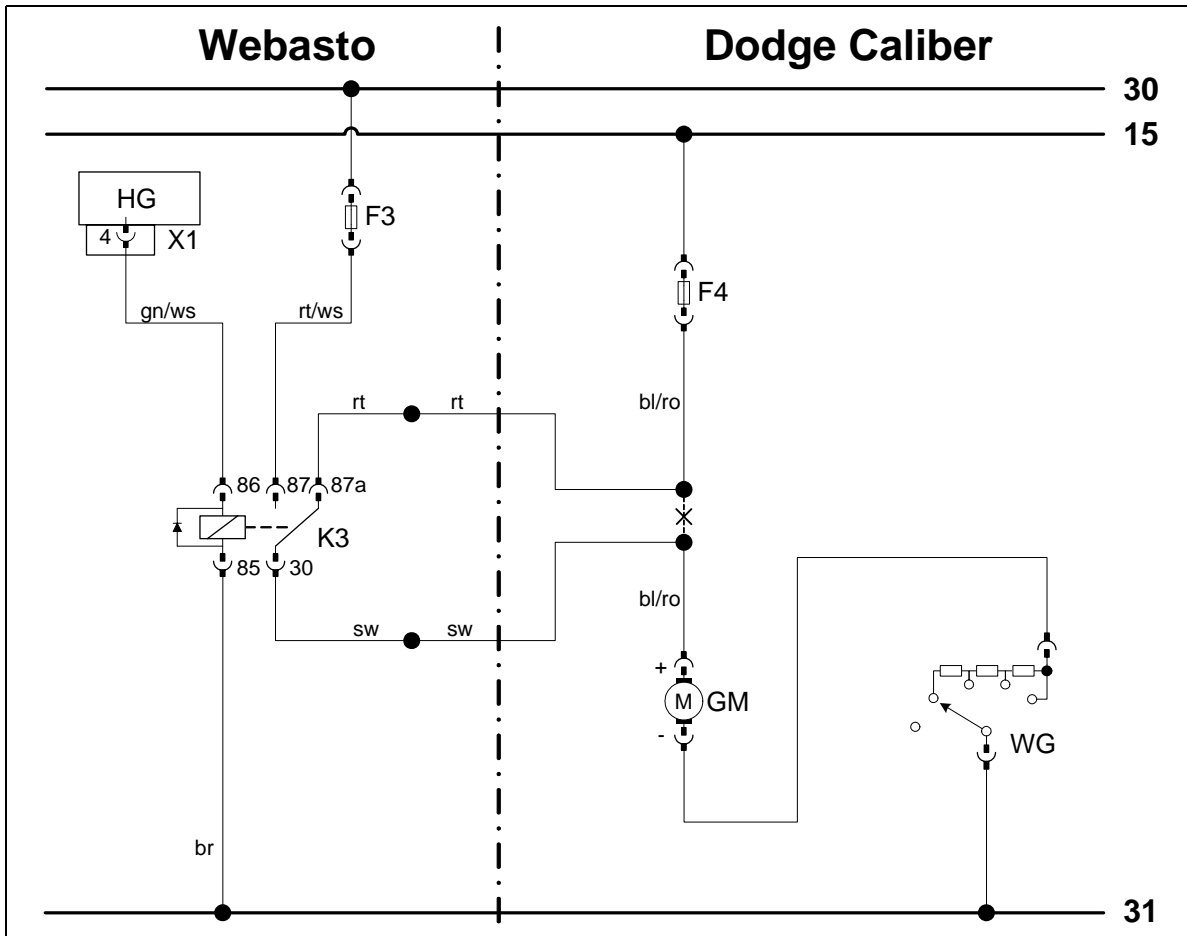 Webasto
Dodge Caliber
30
15
HG
4
X1
F3
F4
gn/ws
rt/ws
rt
rt
bl/ro
86
87
87a
K3
85
30
sw
sw
bl/ro
+
M
GM
-
WG
br
31